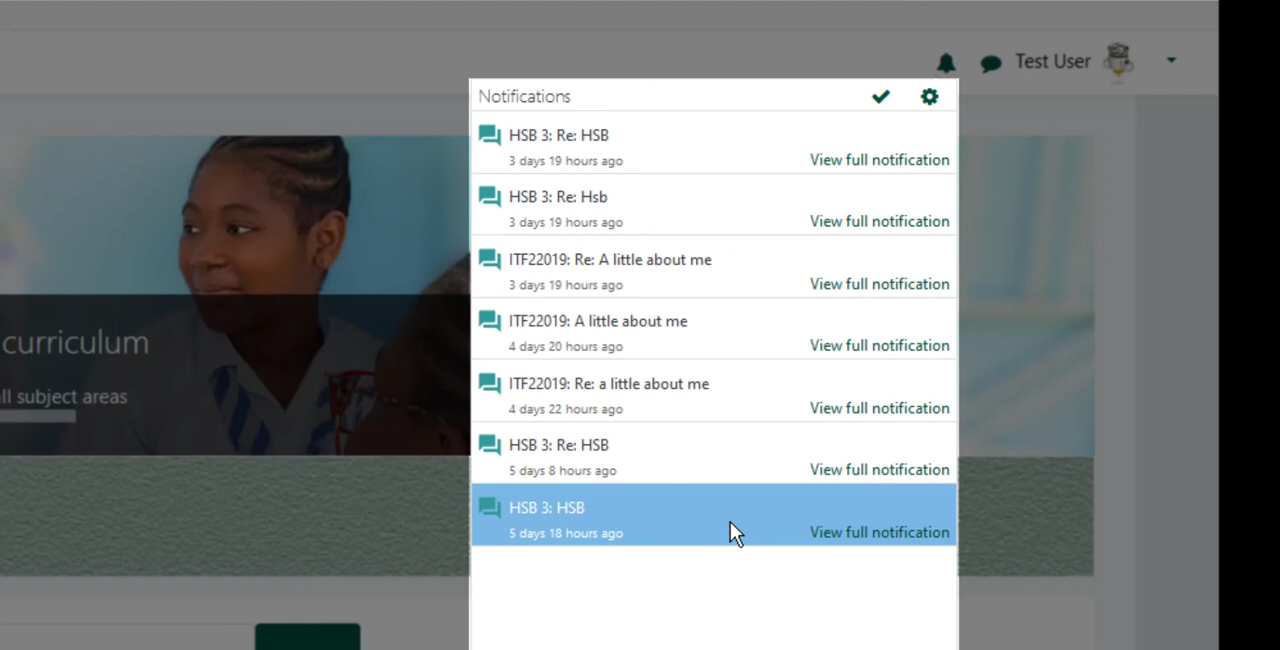 Test User
Notifications
HSB 3: Re: HSB
3 days 19 hours ago
View full notification
HSB 3: Re: Hsb
3 days 19 hours ago
View full notification
ITF22019: Re: A little about me
3 days 19 hours ago
View full notification
ITF22019: A little about me
4 days 20 hours ago
View full notification
ITF22019: Re: a little about me
4 days 22 hours ago
View full notification
HSB 3: Re: HSB
5 days 8 hours ago
View full notification
HSB 3: HSB
5 days 18 hours ago
View full notification
curriculum
ll subject areas